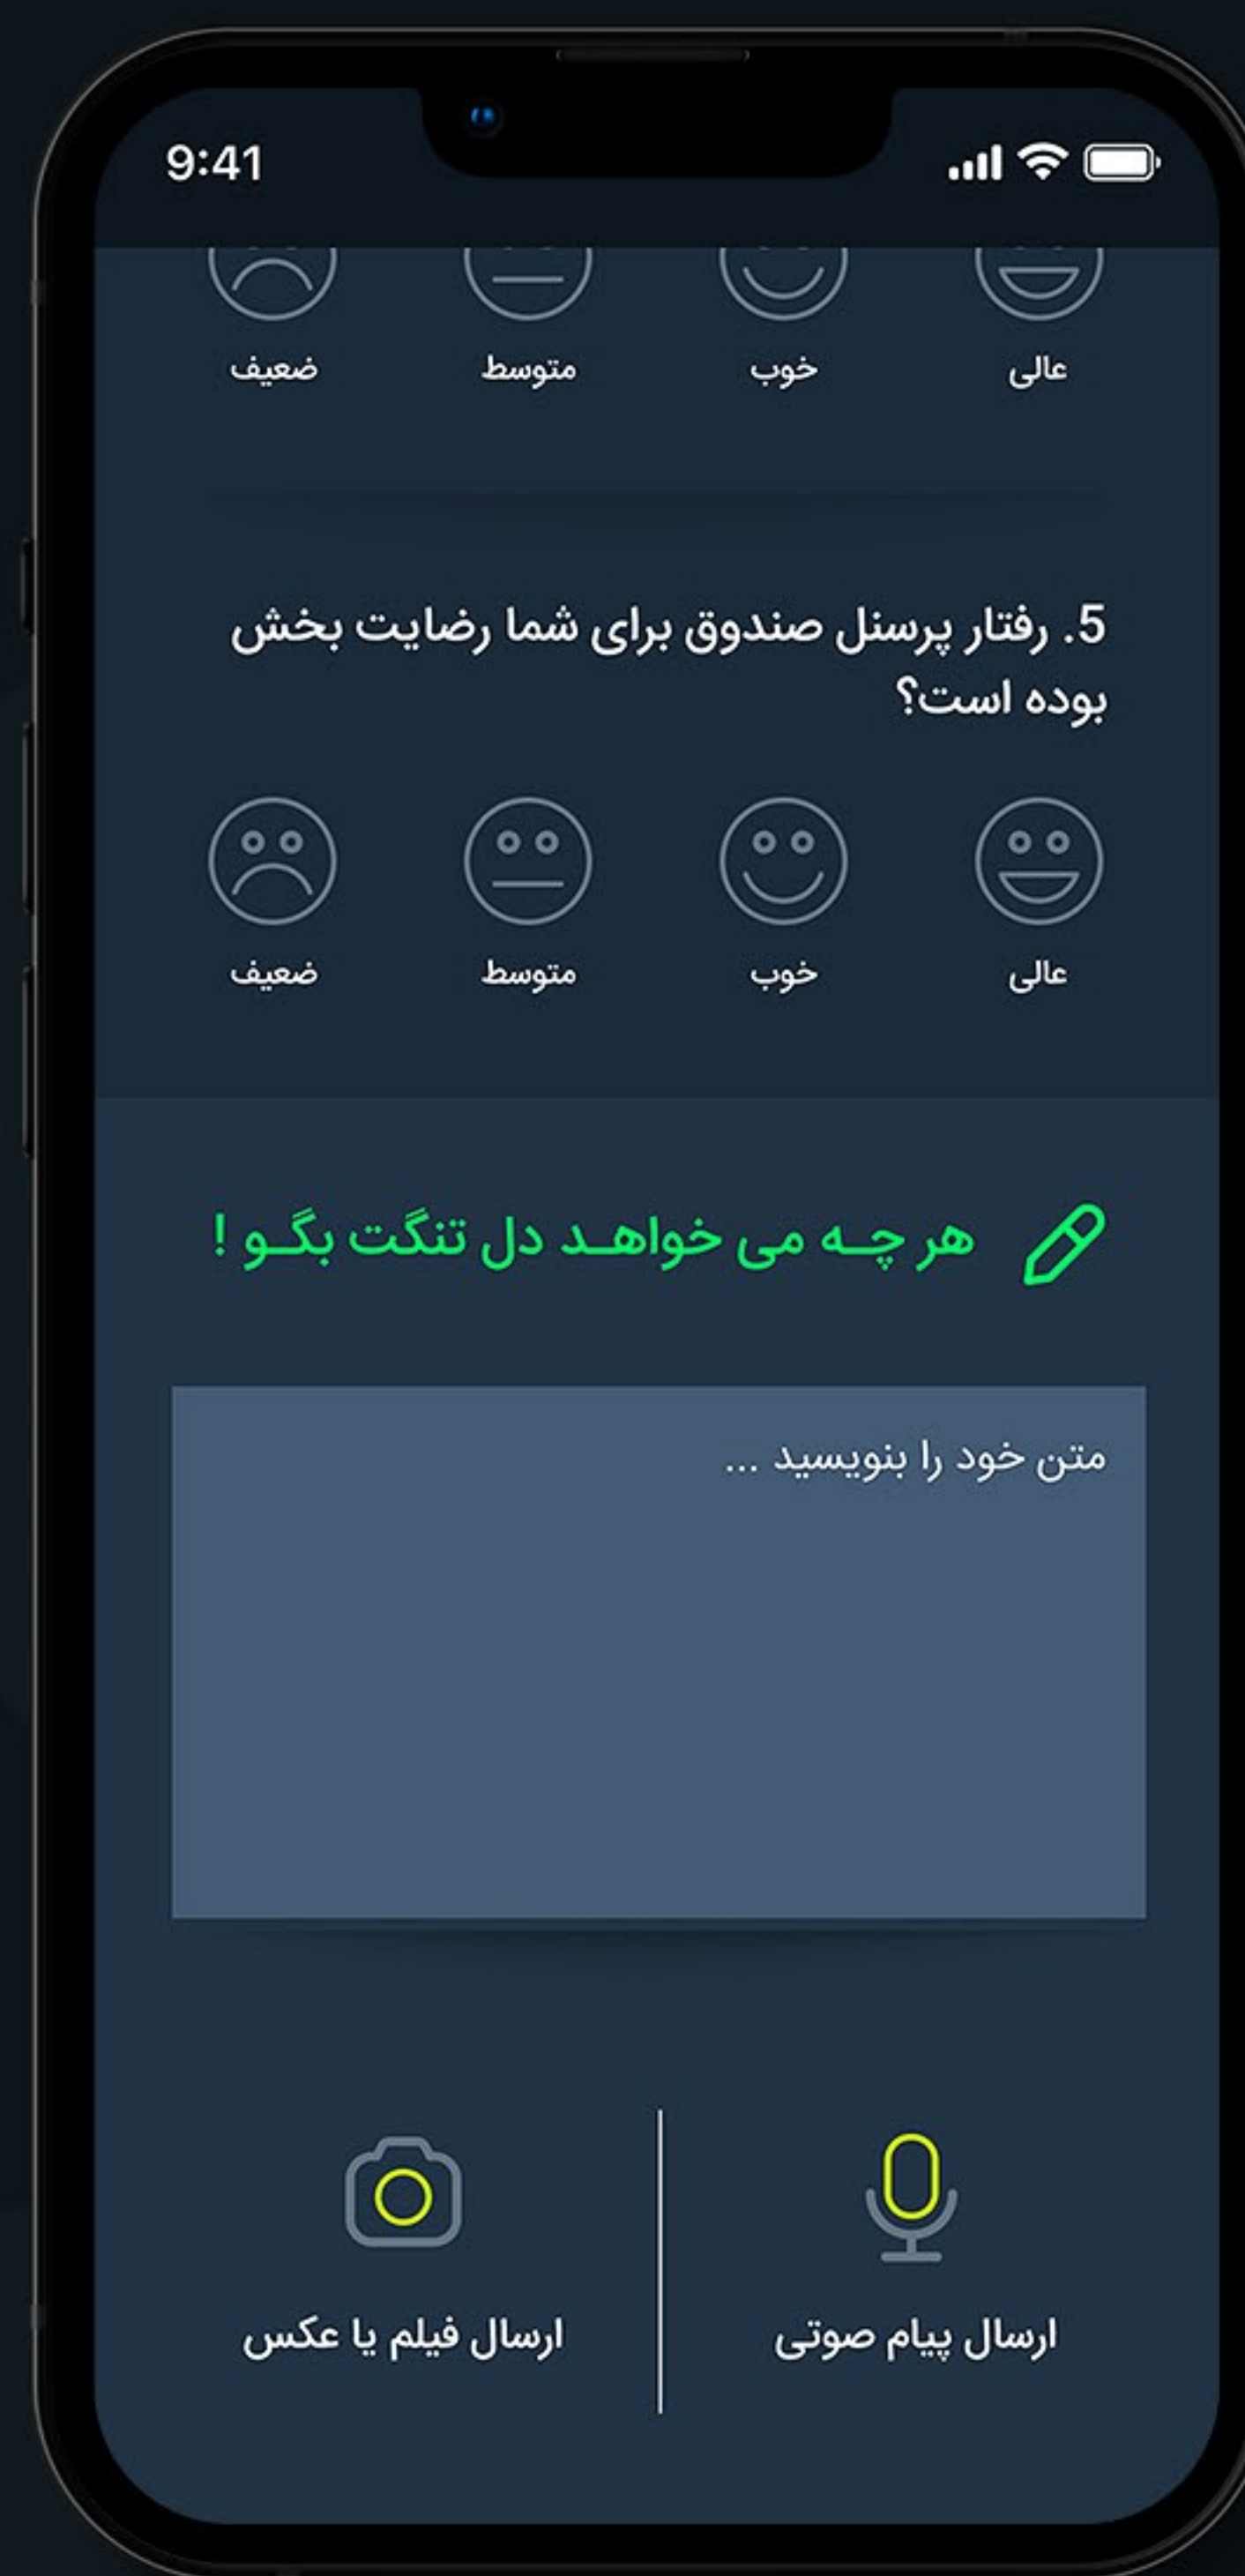 9:41
عالی خوب متوسط ضعیف
5. رفتار پرسنل صندوق برای شما رضایت بخش
بوده است؟
عالی خوب متوسط ضعیف
هر چـه می خواهـد دل تنگت بگـو !
متن خود را بنویسید ...
ارسال پیام صوتی
ارسال فیلم یا عکس